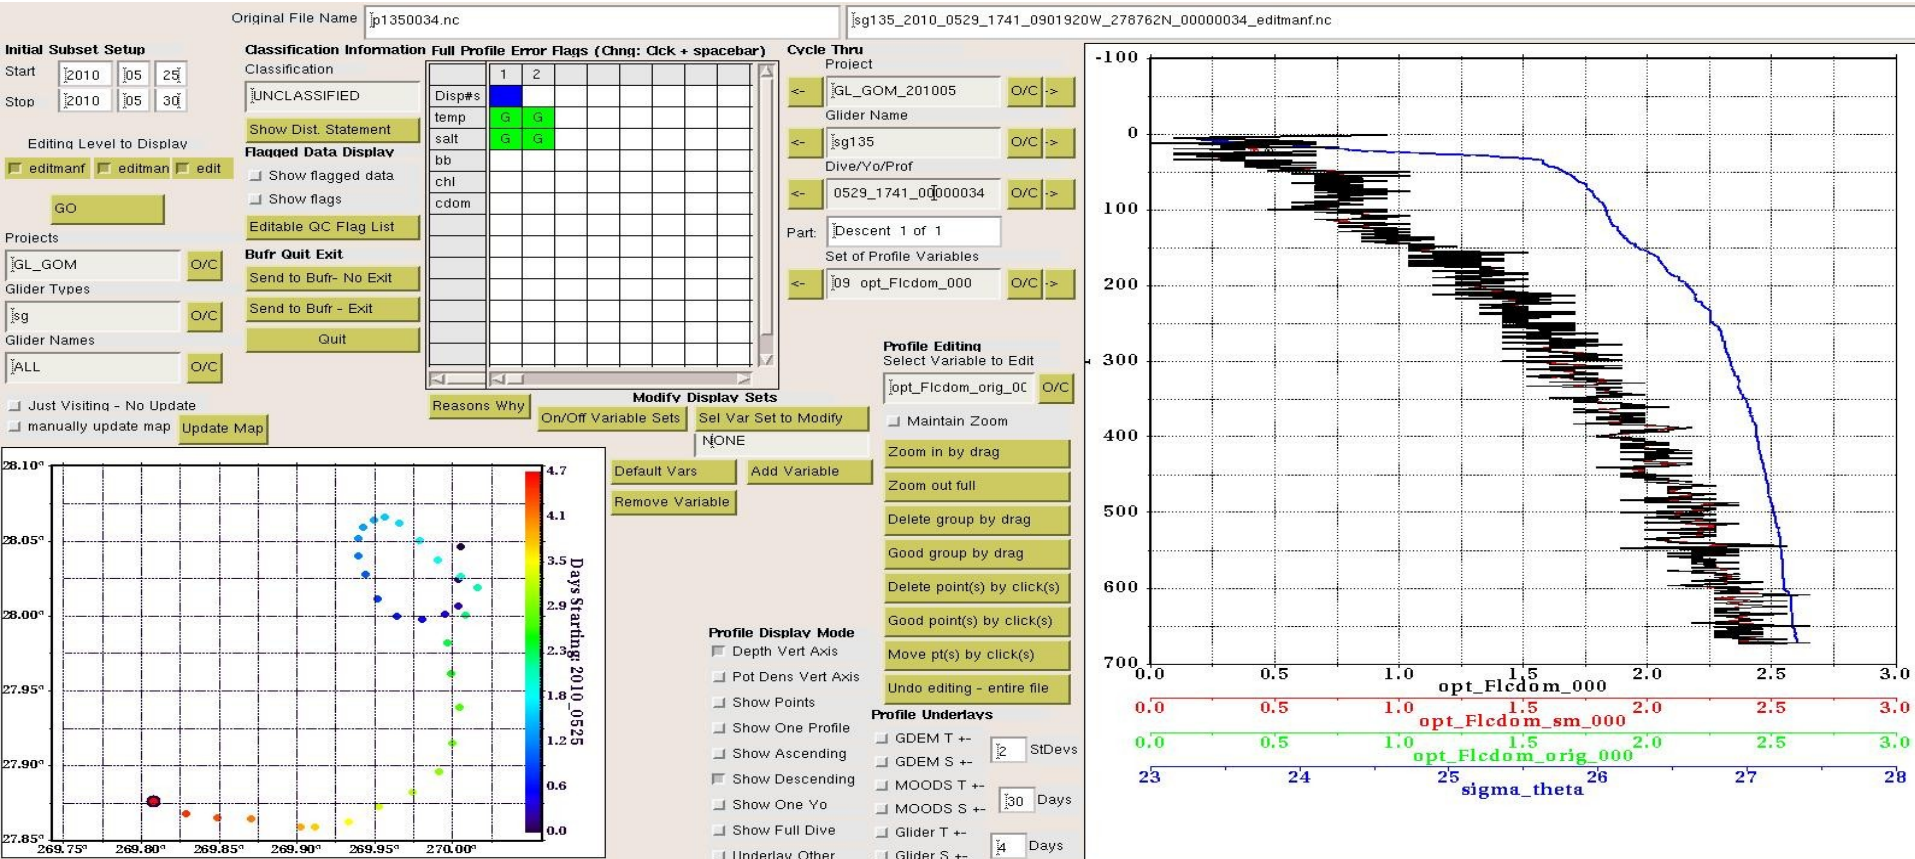 Original File Name p1350034.nc sg135_2010_0529_1741_0901920W_278762N_00000034_editmanf.nc
Initial Subset Setup
Start 2010 05 25
Stop 2010 05 30
Editing Level to Display
editmanf editman edit
GO
Projects
GL_GOM O/C
Glider Types
sg O/C
Glider Names
ALL O/C
Just Visiting - No Update
manually update map Update Map
Classification Information
Classification
UNCLASSIFIED
Show Dist. Statement
Flagged Data Display
Show flagged data
Show flags
Editable QC Flag List
Bufr Quit Exit
Send to Bufr- No Exit
Send to Bufr - Exit
Quit
Full Profile Error Flags (Chng: Clck + spacebar)
1 2
Disp#s
temp G G
salt G G
bb
chl
cdom
Reasons Why
Modify Display Sets
On/Off Variable Sets Sel Var Set to Modify
NONE
Default Vars Add Variable
Remove Variable
Cycle Thru
Project
<- GL_GOM_201005 O/C ->
Glider Name
<- sg135 O/C ->
Dive/Yo/Prof
<- 0529_1741_00000034 O/C ->
Part: Descent 1 of 1
Set of Profile Variables
<- 09 opt_Flcdom_000 O/C ->
Profile Editing
Select Variable to Edit
opt_Flcdom_orig_0C O/C
Maintain Zoom
Zoom in by drag
Zoom out full
Delete group by drag
Good group by drag
Delete point(s) by click(s)
Good point(s) by click(s)
Move pt(s) by click(s)
Undo editing - entire file
Profile Display Mode
Depth Vert Axis
Pot Dens Vert Axis
Show Points
Show One Profile
Show Ascending
Show Descending
Show One Yo
Show Full Dive
Underlay Other
Profile Underlays
GDEM T +-
GDEM S +-
2 StDevs
MOODS T +-
MOODS S +-
30 Days
Glider T +-
Glider S +-
4 Days
28.10°
28.05°
28.00°
27.95°
27.90°
27.85°
269.75° 269.80° 269.85° 269.90° 269.95° 270.00°
4.7
4.1
3.5
2.9
2.3
1.8
1.2
0.6
0.0
Days Starting: 2010_0525
-100
0
100
200
300
400
500
600
700
0.0 0.5 1.0 1.5 2.0 2.5 3.0
opt_Flcdom_000
0.0 0.5 1.0 1.5 2.0 2.5 3.0
opt_Flcdom_sm_000
0.0 0.5 1.0 1.5 2.0 2.5 3.0
opt_Flcdom_orig_000
23 24 25 26 27 28
sigma_theta